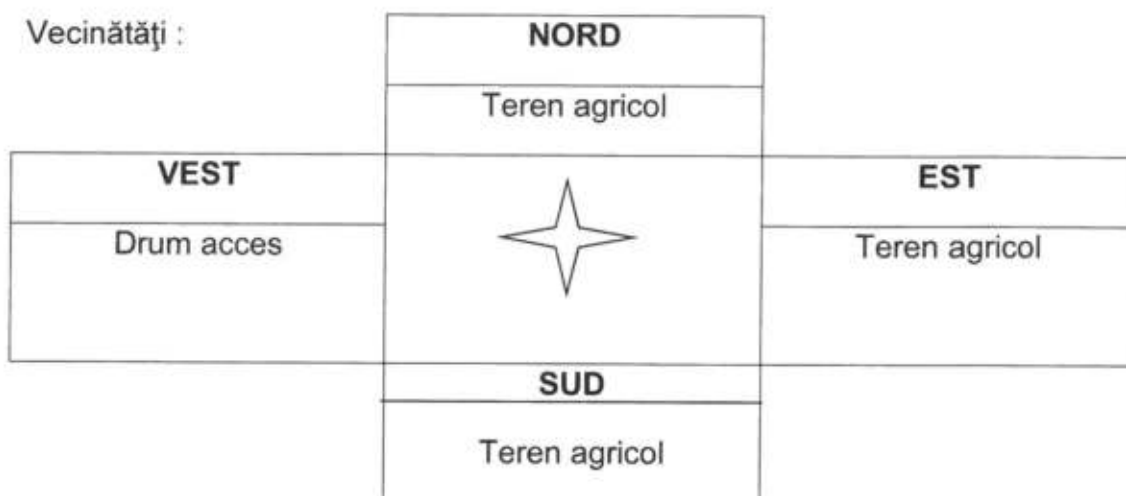 Vecinătăţi :
NORD
Teren agricol
VEST
EST
Drum acces
Teren agricol
SUD
Teren agricol